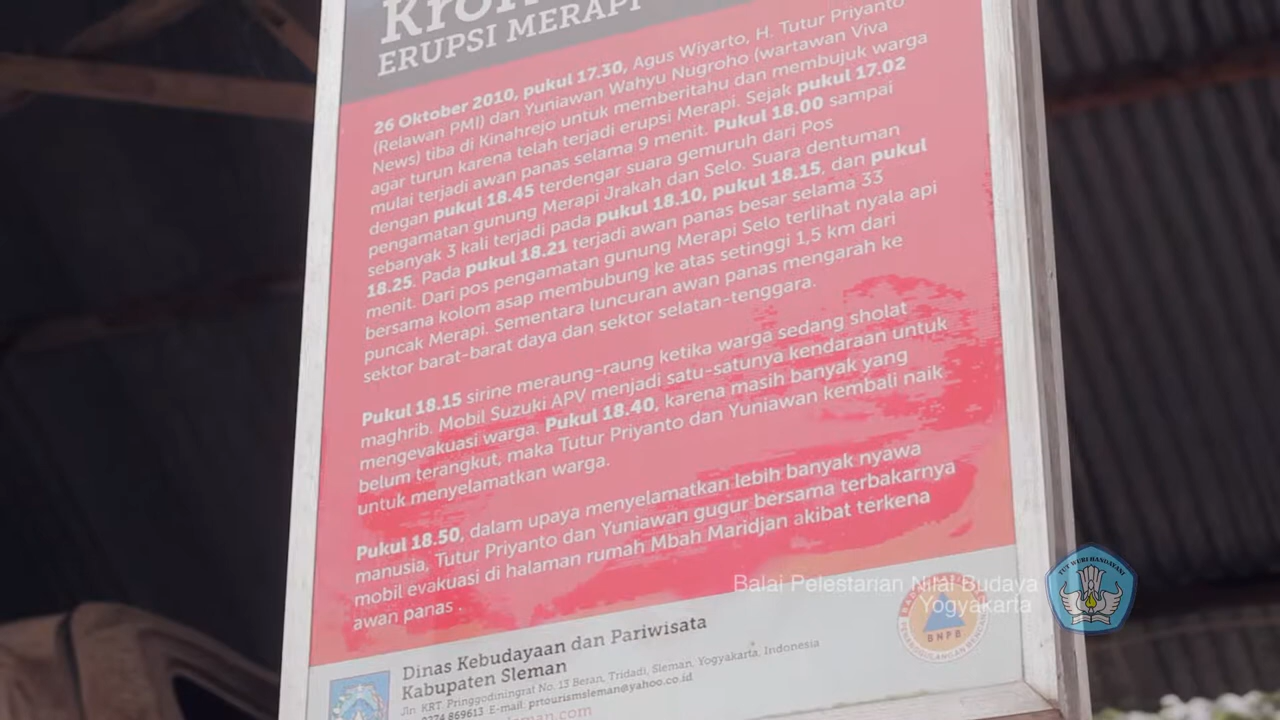 ERUPSI MERAPI
26 Oktober 2010, pukul 17.30, Agus Wiyarto, H. Tutur Priyanto
(Relawan PMI) dan Yuniawan Wahyu Nugroho (wartawan Viva
News) tiba di Kinahrejo untuk memberitahu dan membujuk warga
agar turun karena telah terjadi erupsi Merapi. Sejak pukul 17.02
mulai terjadi awan panas selama 9 menit. Pukul 18.00 sampai
dengan pukul 18.45 terdengar suara gemuruh dari Pos
pengamatan gunung Merapi Jrakah dan Selo. Suara dentuman
sebanyak 3 kali terjadi pada pukul 18.10, pukul 18.15, dan pukul
18.25. Pada pukul 18.21 terjadi awan panas besar selama 33
menit. Dari pos pengamatan gunung Merapi Selo terlihat nyala api
bersama kolom asap membubung ke atas setinggi 1,5 km dari
puncak Merapi. Sementara luncuran awan panas mengarah ke
sektor barat-barat daya dan sektor selatan-tenggara.
Pukul 18.15 sirine meraung-raung ketika warga sedang sholat
maghrib. Mobil Suzuki APV menjadi satu-satunya kendaraan untuk
mengevakuasi warga. Pukul 18.40, karena masih banyak yang
belum terangkut, maka Tutur Priyanto dan Yuniawan kembali naik
untuk menyelamatkan warga.
Pukul 18.50, dalam upaya menyelamatkan lebih banyak nyawa
manusia, Tutur Priyanto dan Yuniawan gugur bersama terbakarnya
mobil evakuasi di halaman rumah Mbah Maridjan akibat terkena
awan panas .
Dinas Kebudayaan dan Pariwisata
Kabupaten Sleman
Jln. KRT. Pringgodiningrat No. 13 Beran, Tridadi, Sleman, Yogyakarta, Indonesia
0274 869613 E-mail: prtourismsleman@yahoo.co.id
BNPB
Balai Pelestarian Nilai Budaya
Yogyakarta
TUT WURI HANDAYANI